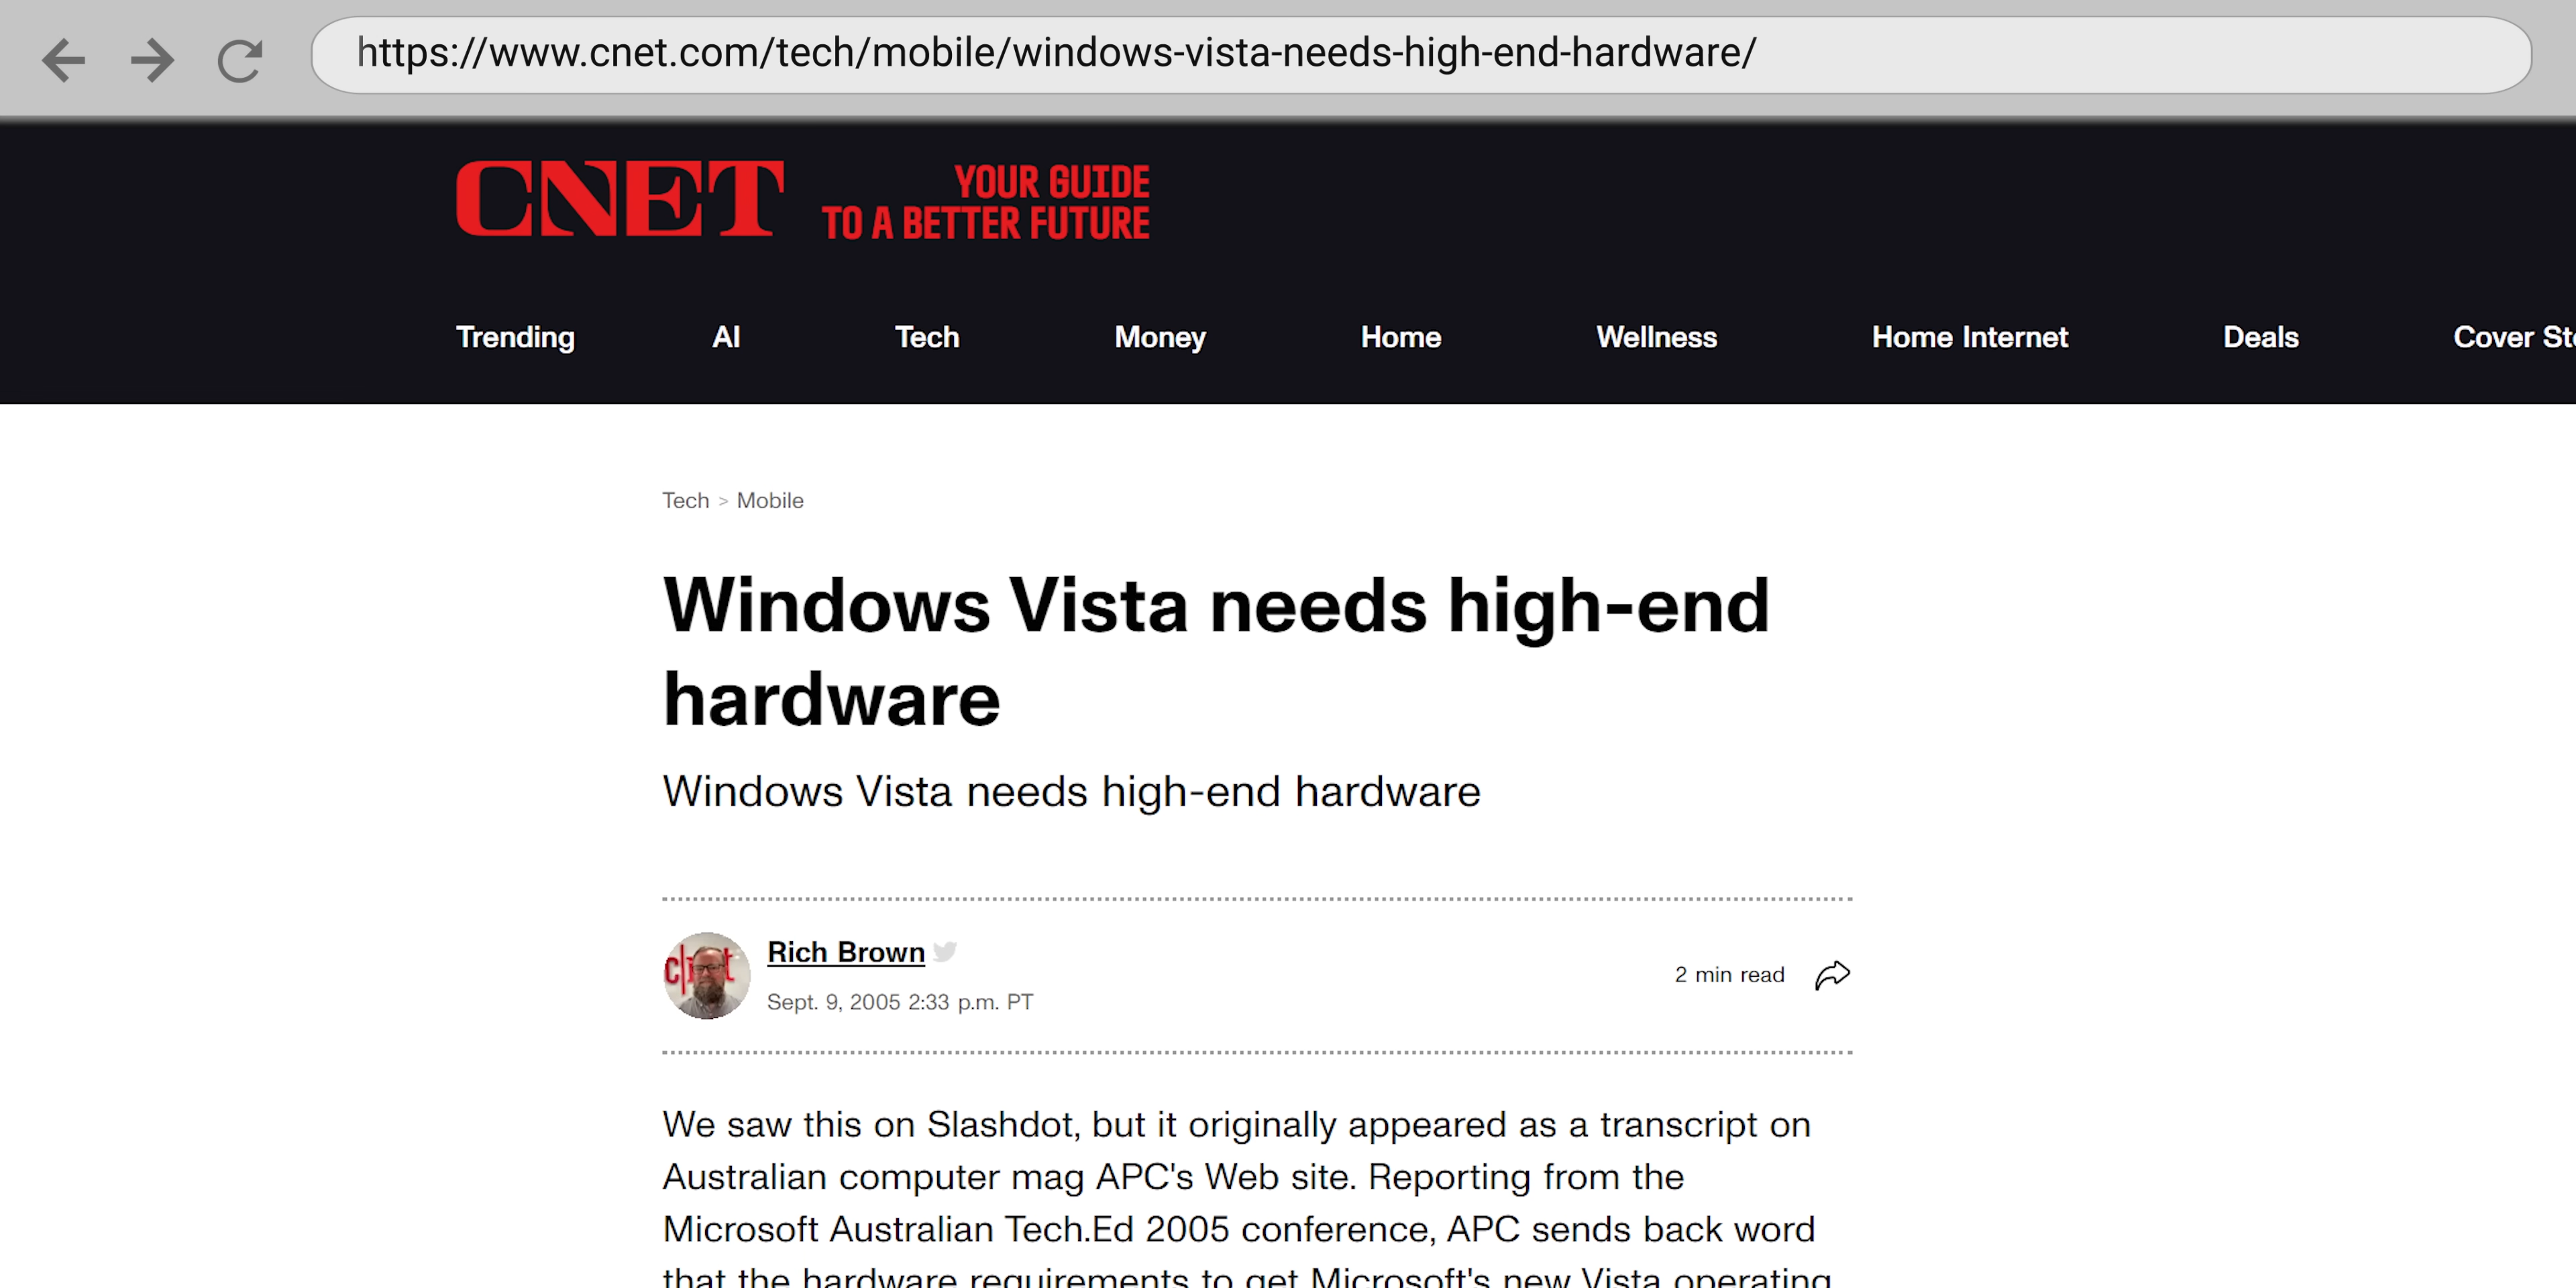 https://www.cnet.com/tech/mobile/windows-vista-needs-high-end-hardware/
CNET
YOUR GUIDE
TO A BETTER FUTURE
Trending AI Tech Money Home Wellness Home Internet Deals Cover
Tech > Mobile
Windows Vista needs high-end
hardware
Windows Vista needs high-end hardware
Rich Brown
Sept. 9, 2005 2:33 p.m. PT
2 min read
We saw this on Slashdot, but it originally appeared as a transcript on
Australian computer mag APC's Web site. Reporting from the
Microsoft Australian Tech.Ed 2005 conference, APC sends back word
that the hardware requirements to get Microsoft's new Vista operating